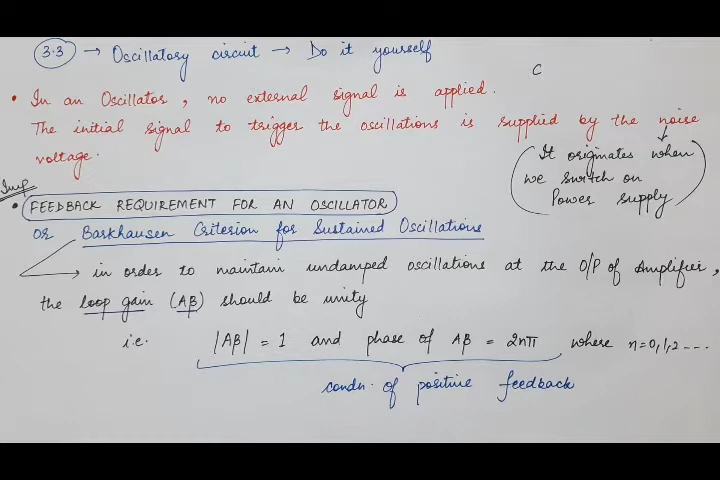 3.3 → Oscillatory circuit → Do it yourself
C
• In an Oscillator, no external signal is applied.
The initial signal to trigger the oscillations is supplied by the noise
voltage.
(It originates when
we switch on
Power supply)
Imp
• FEEDBACK REQUIREMENT FOR AN OSCILLATOR
or Barkhausen Criterion for Sustained Oscillations
→ in order to maintain undamped oscillations at the O/P of Amplifier,
the loop gain (Aβ) should be unity
i.e. |Aβ| = 1 and phase of Aβ = 2nπ where n=0,1,2 ----
condn. of positive feedback